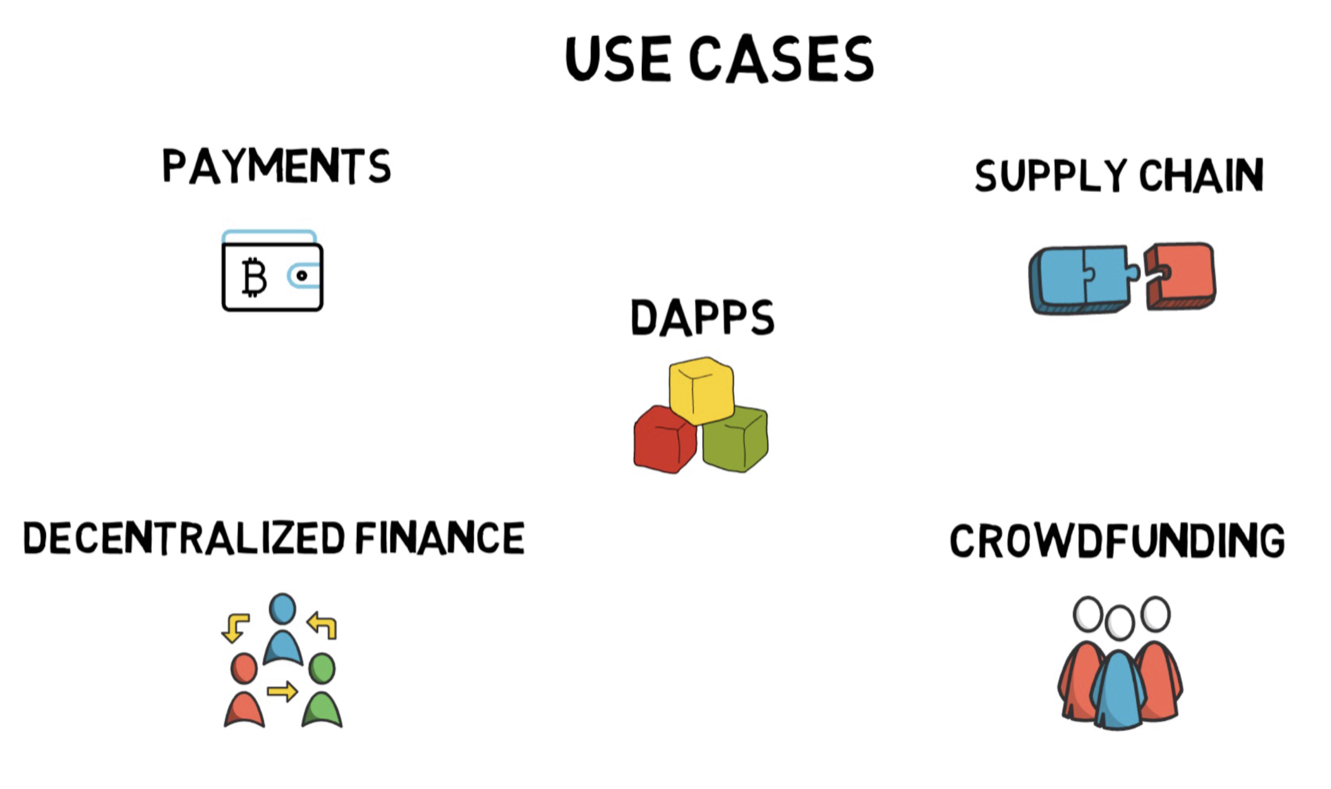 USE CASES
PAYMENTS
SUPPLY CHAIN
DAPPS
DECENTRALIZED FINANCE
CROWDFUNDING